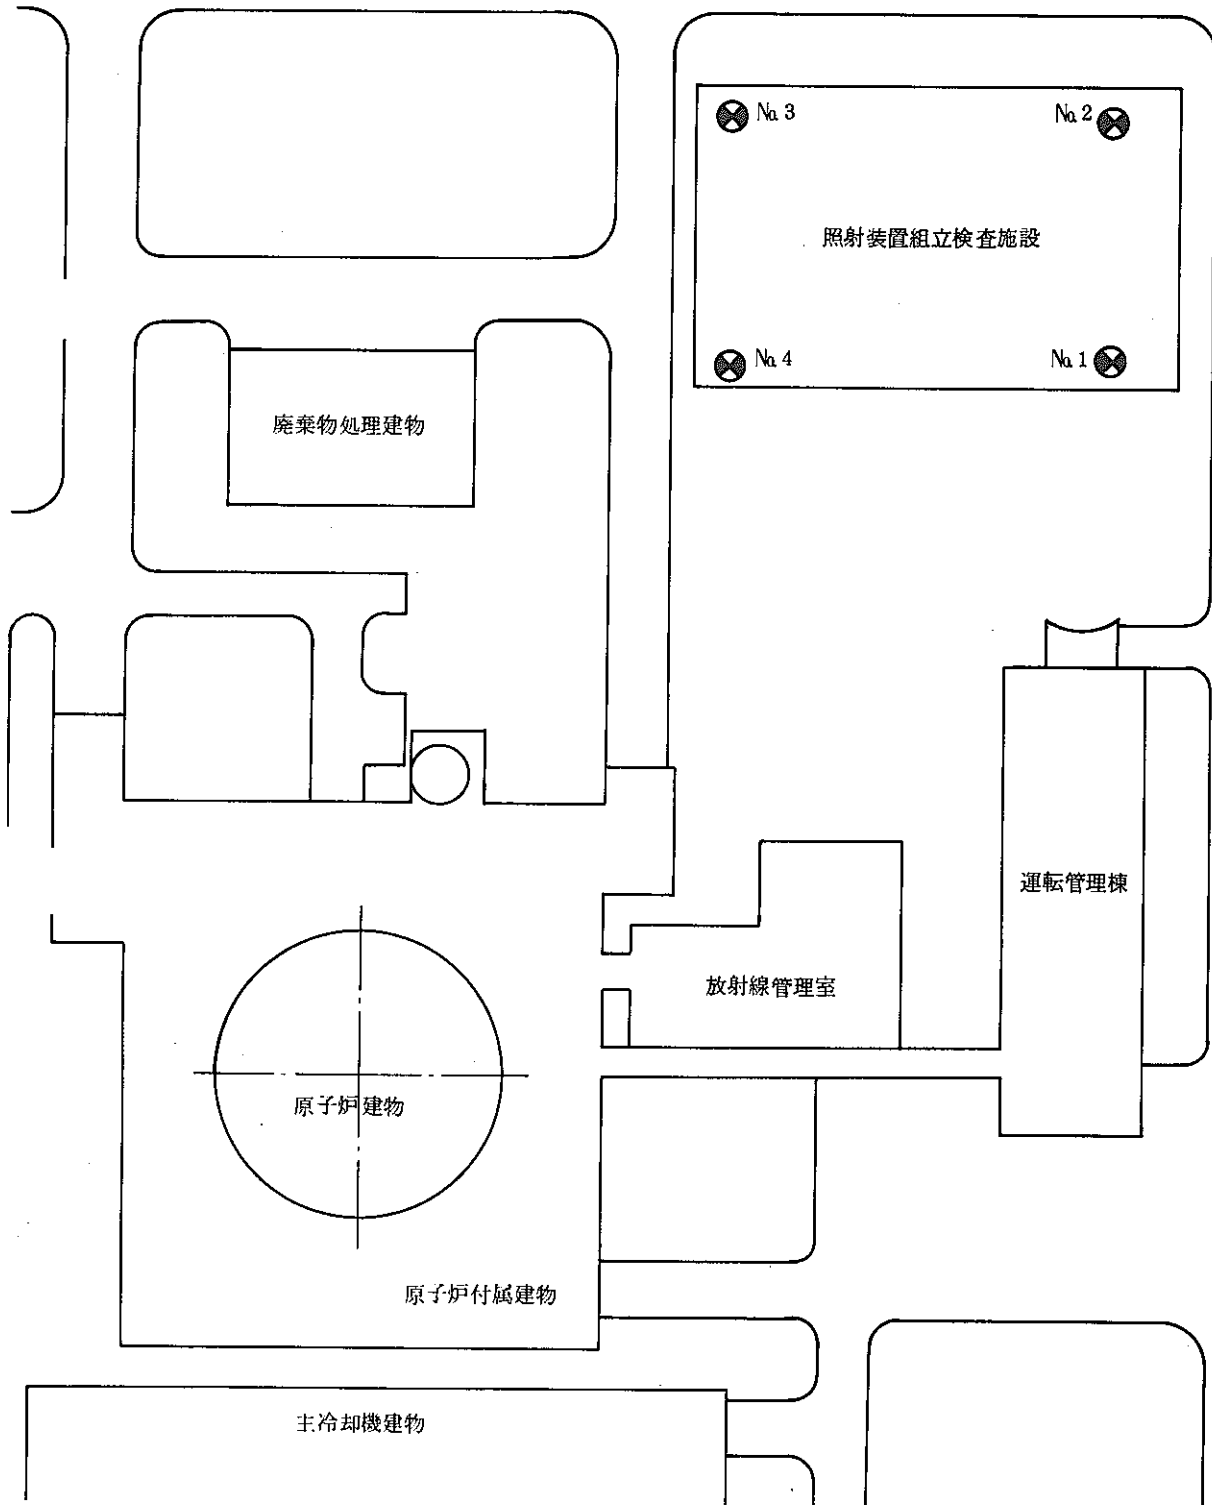 №3
№2
照射装置組立検査施設
№4
№1
廃棄物処理建物
運転管理棟
放射線管理室
原子炉建物
原子炉付属建物
主冷却機建物